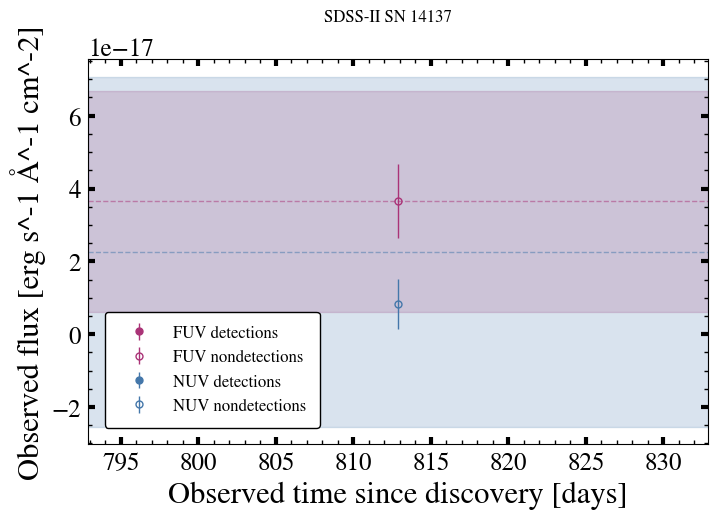 SDSS-II SN 14137
1e−17
6
4
2
0
−2
Observed flux [erg s^-1 Å^-1 cm^-2]
FUV detections
FUV nondetections
NUV detections
NUV nondetections
795 800 805 810 815 820 825 830
Observed time since discovery [days]